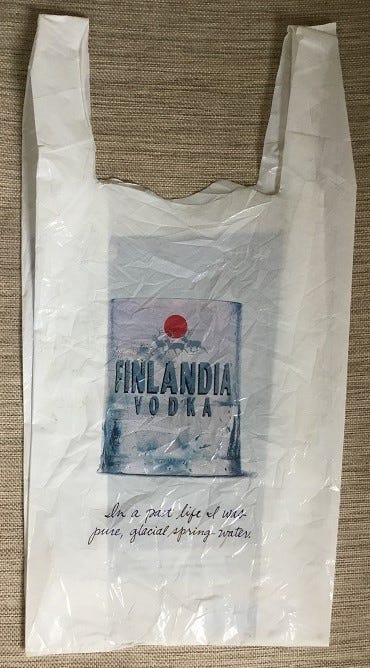 FINLANDIA
VODKA
In a past life I was
pure, glacial spring-water.